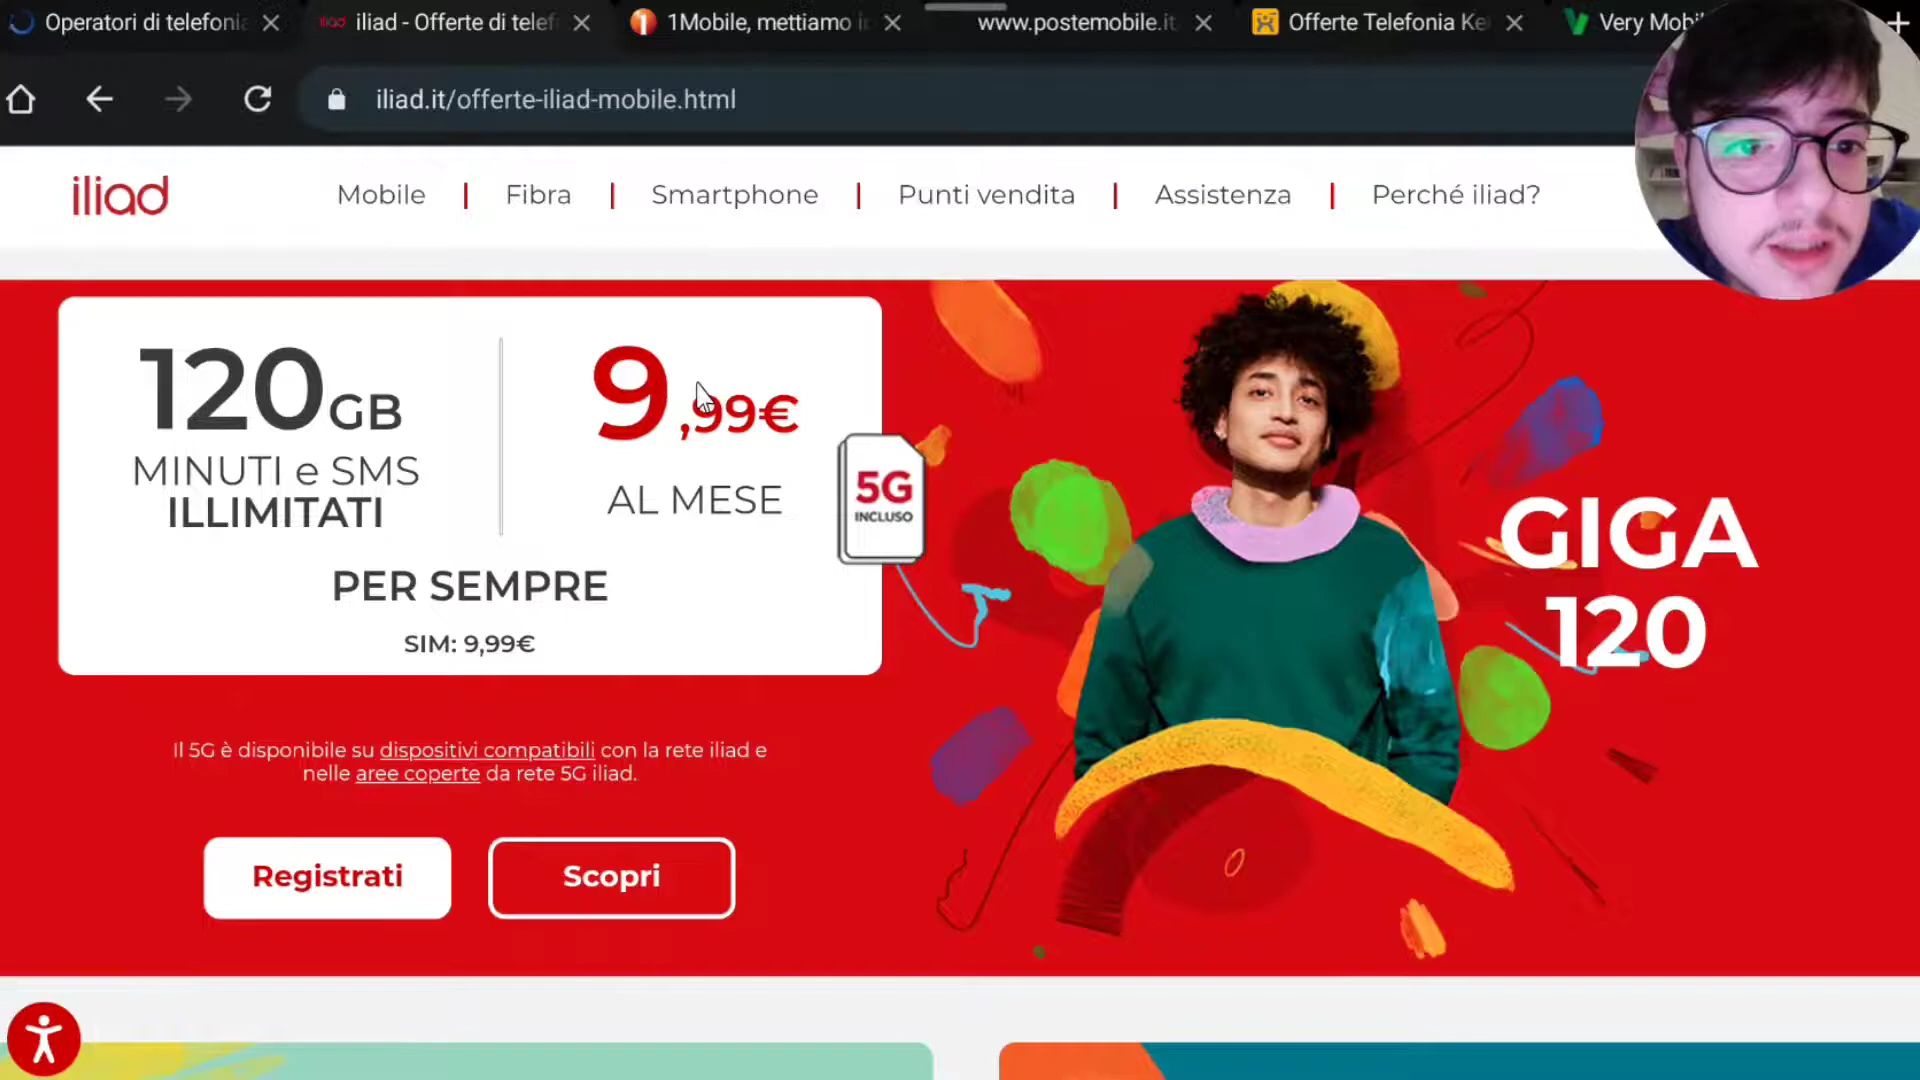 Operatori di telefonia
iliad iliad - Offerte di telef
1Mobile, mettiamo i
www.postemobile.it
Offerte Telefonia Ke
Very Mobi
iliad.it/offerte-iliad-mobile.html
iliad
Mobile
Fibra
Smartphone
Punti vendita
Assistenza
Perché iliad?
120GB
MINUTI e SMS
ILLIMITATI
9,99€
AL MESE
PER SEMPRE
SIM: 9,99€
5G
INCLUSO
GIGA
120
Il 5G è disponibile su dispositivi compatibili con la rete iliad e
nelle aree coperte da rete 5G iliad.
Registrati
Scopri